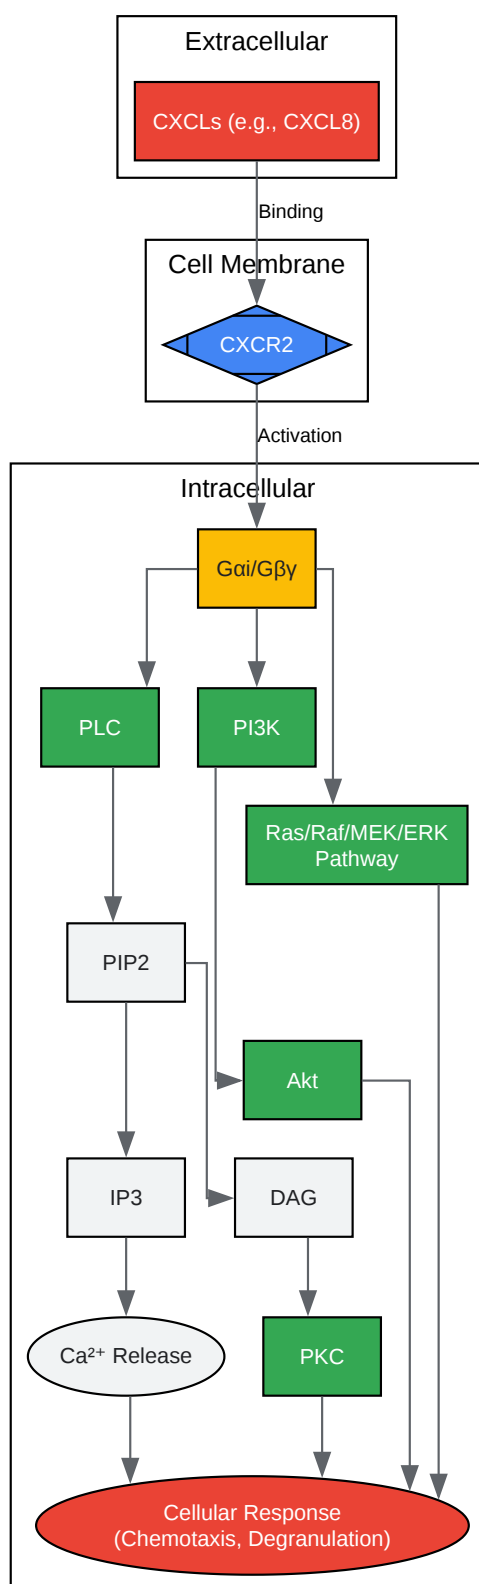 Extracellular
CXCLs (e.g., CXCL8)
Binding
Cell Membrane
CXCR2
Activation
Intracellular
Gαi/Gβγ
PLC
PI3K
Ras/Raf/MEK/ERK
Pathway
PIP2
Akt
IP3
DAG
Ca²⁺ Release
PKC
Cellular Response
(Chemotaxis, Degranulation)